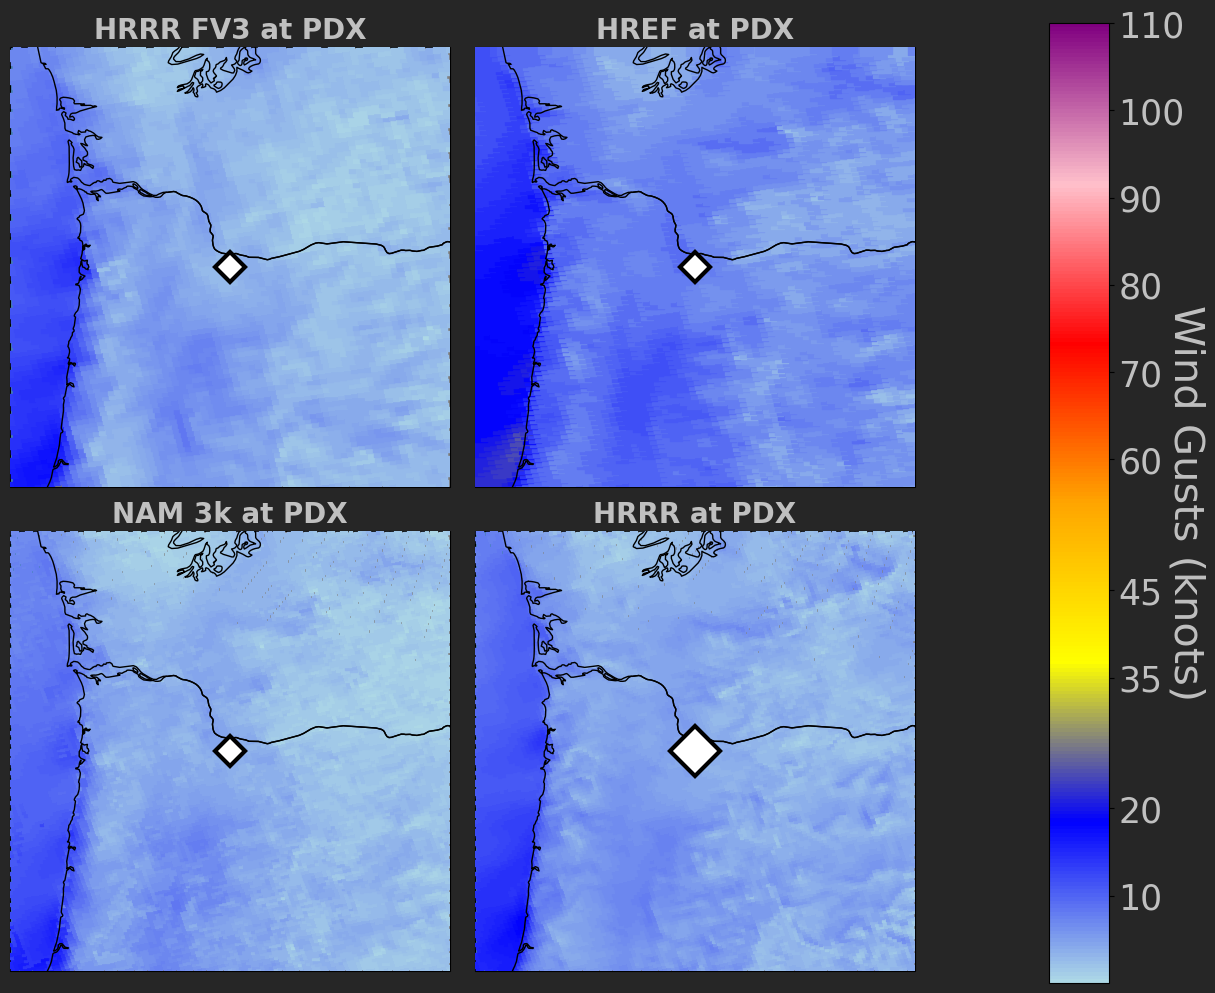 HRRR FV3 at PDX
HREF at PDX
NAM 3k at PDX
HRRR at PDX
110
100
90
80
70
60
45
35
20
10
Wind Gusts (knots)